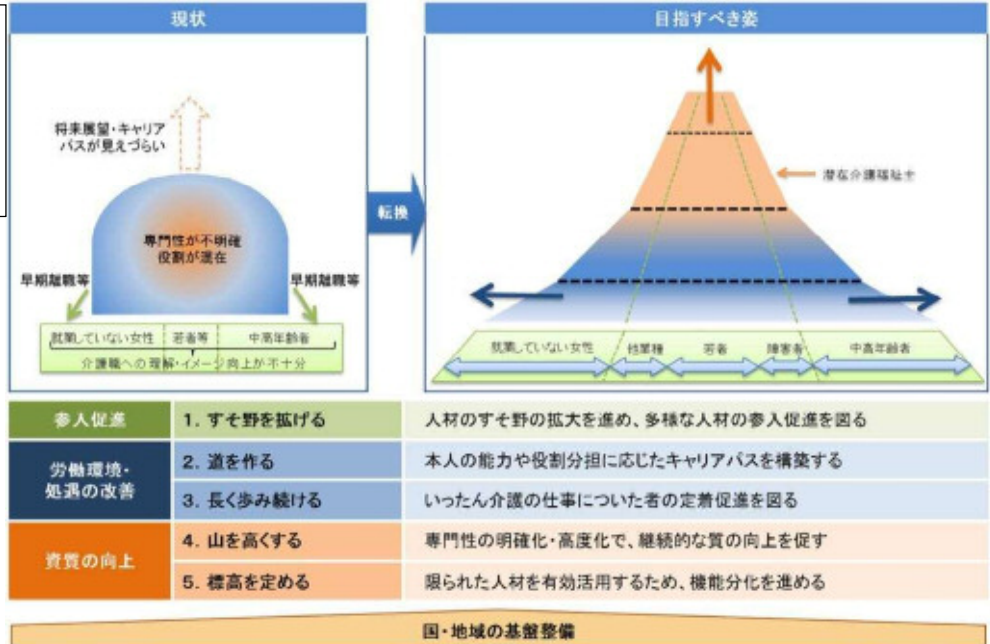 現状
将来展望・キャリア
パスが見えづらい
専門性が不明確
役割が混在
早期離職等
早期離職等
就業していない女性
若者等
中高年齢者
介護職への理解・イメージ向上が不十分
転換
目指すべき姿
潜在介護福祉士
就業していない女性
他業種
若者
障害者
中高年齢者
参入促進
1. すそ野を拡げる
人材のすそ野の拡大を進め、多様な人材の参入促進を図る
労働環境・
処遇の改善
2. 道を作る
本人の能力や役割分担に応じたキャリアパスを構築する
3. 長く歩み続ける
いったん介護の仕事についた者の定着促進を図る
資質の向上
4. 山を高くする
専門性の明確化・高度化で、継続的な質の向上を促す
5. 標高を定める
限られた人材を有効活用するため、機能分化を進める
国・地域の基盤整備